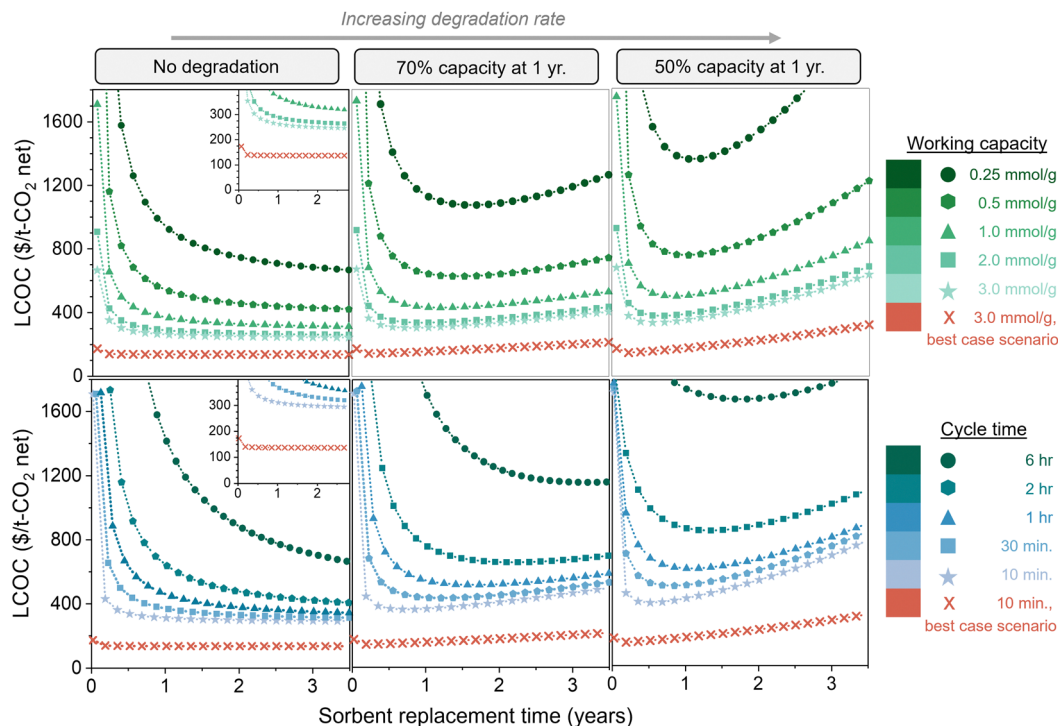 Increasing degradation rate
No degradation
70% capacity at 1 yr.
50% capacity at 1 yr.
LCOC ($/t-CO₂ net)
1600
1200
800
400
0
300
200
100
0
0
1
2
Working capacity
0.25 mmol/g
0.5 mmol/g
1.0 mmol/g
2.0 mmol/g
3.0 mmol/g
3.0 mmol/g,
best case scenario
LCOC ($/t-CO₂ net)
1600
1200
800
400
0
300
200
100
0
0
1
2
Cycle time
6 hr
2 hr
1 hr
30 min.
10 min.
10 min.,
best case scenario
0 1 2 3
0 1 2 3
0 1 2 3
Sorbent replacement time (years)